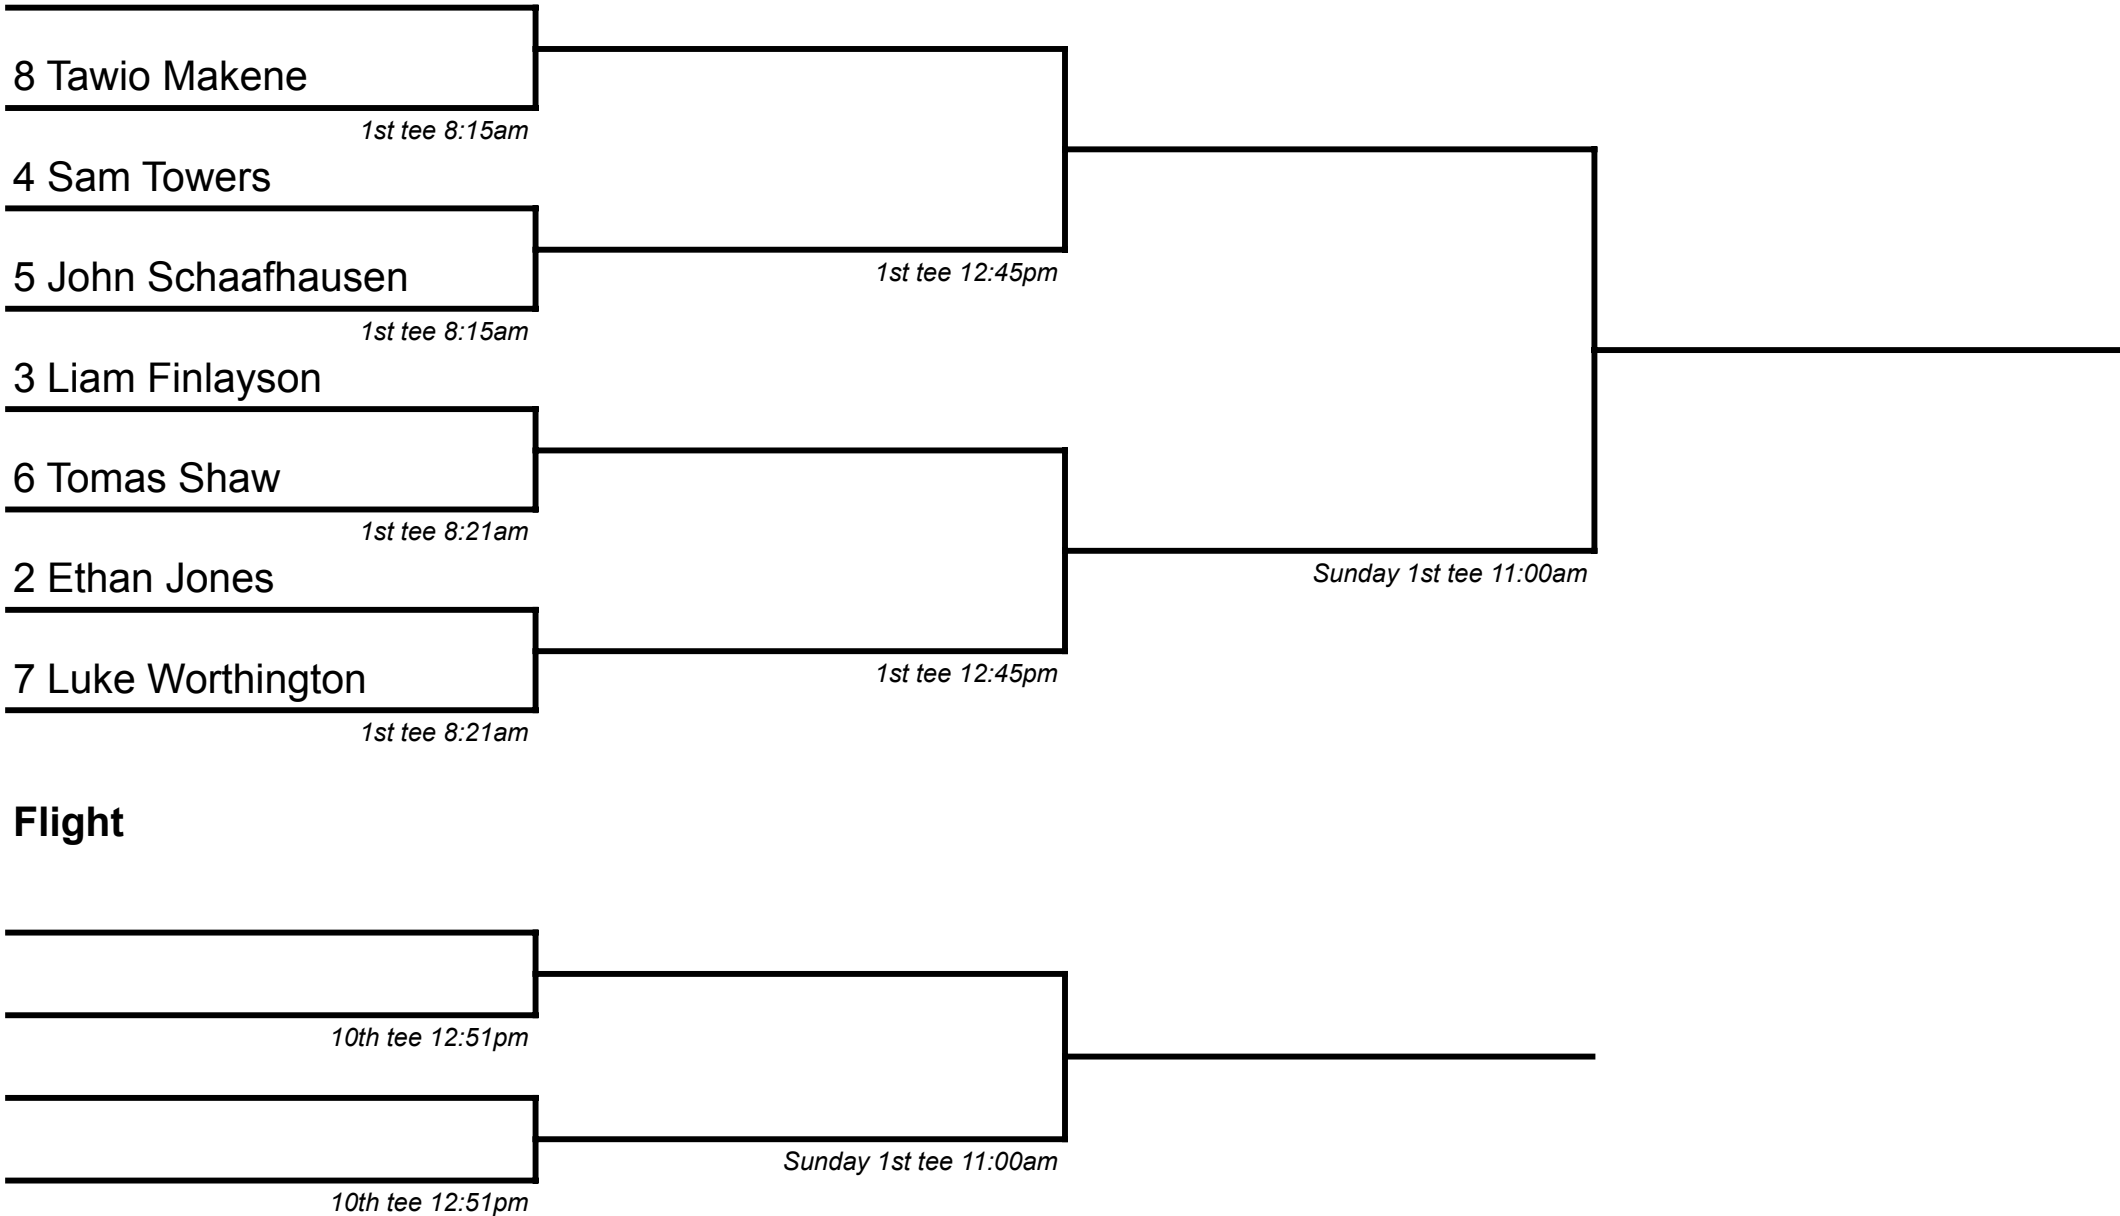 8 Tawio Makene
1st tee 8:15am
4 Sam Towers
5 John Schaafhausen
1st tee 12:45pm
1st tee 8:15am
3 Liam Finlayson
6 Tomas Shaw
1st tee 8:21am
2 Ethan Jones
Sunday 1st tee 11:00am
7 Luke Worthington
1st tee 12:45pm
1st tee 8:21am
Flight
10th tee 12:51pm
Sunday 1st tee 11:00am
10th tee 12:51pm